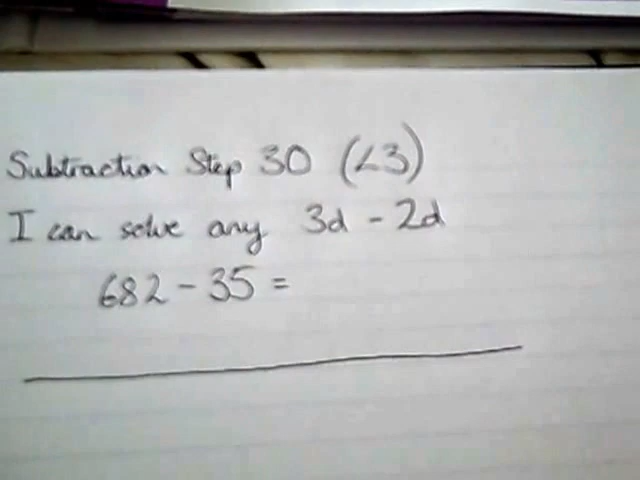 Subtraction Step 30 (L3)
I can solve any 3d - 2d
682 - 35 =